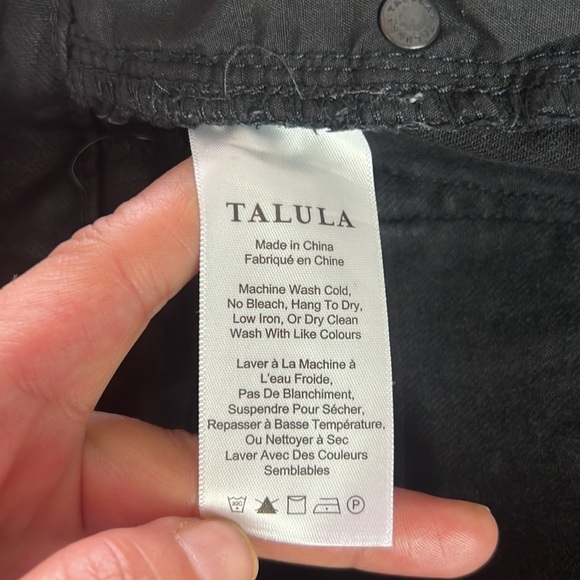 TALULA
Made in China
Fabriqué en Chine
Machine Wash Cold,
No Bleach, Hang To Dry,
Low Iron, Or Dry Clean
Wash With Like Colours
Laver à La Machine à
L'eau Froide,
Pas De Blanchiment,
Suspendre Pour Sécher,
Repasser à Basse Température,
Ou Nettoyer à Sec
Laver Avec Des Couleurs
Semblables
30C P